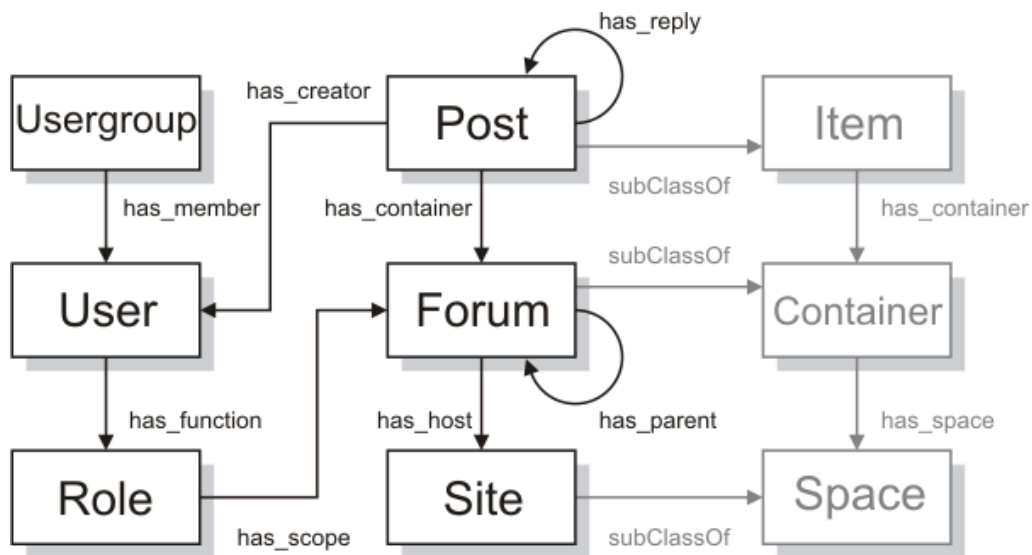 has_reply
Usergroup
has_creator
Post
Item
subClassOf
has_member
has_container
has_container
subClassOf
User
Forum
Container
has_function
has_host
has_parent
has_space
Role
Site
Space
has_scope
subClassOf